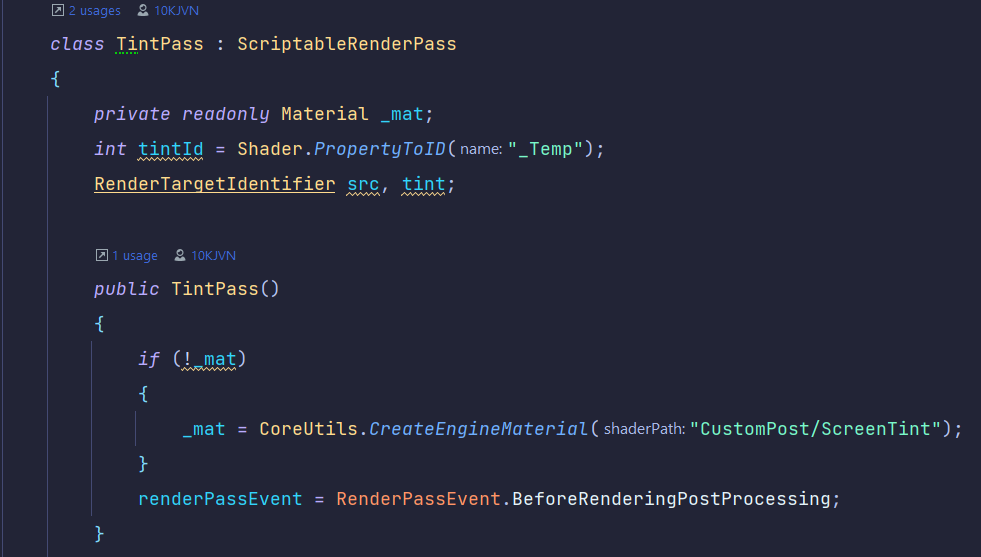 2 usages 10KJVN
class TintPass : ScriptableRenderPass
{
private readonly Material _mat;
int tintId = Shader.PropertyToID( name: "_Temp");
RenderTargetIdentifier src, tint;
1 usage 10KJVN
public TintPass()
{
if (!_mat)
{
_mat = CoreUtils.CreateEngineMaterial( shaderPath: "CustomPost/ScreenTint");
}
renderPassEvent = RenderPassEvent.BeforeRenderingPostProcessing;
}